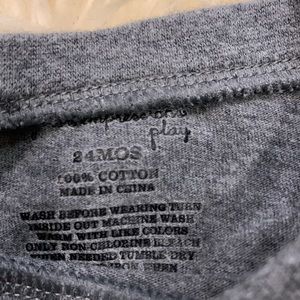 play
24MOS
100% COTTON
MADE IN CHINA
WASH BEFORE WEARING TURN
INSIDE OUT MACHINE WASH
WARM WITH LIKE COLORS
ONLY NON-CHLORINE BLEACH
WHEN NEEDED TUMBLE DRY
IRON WHEN